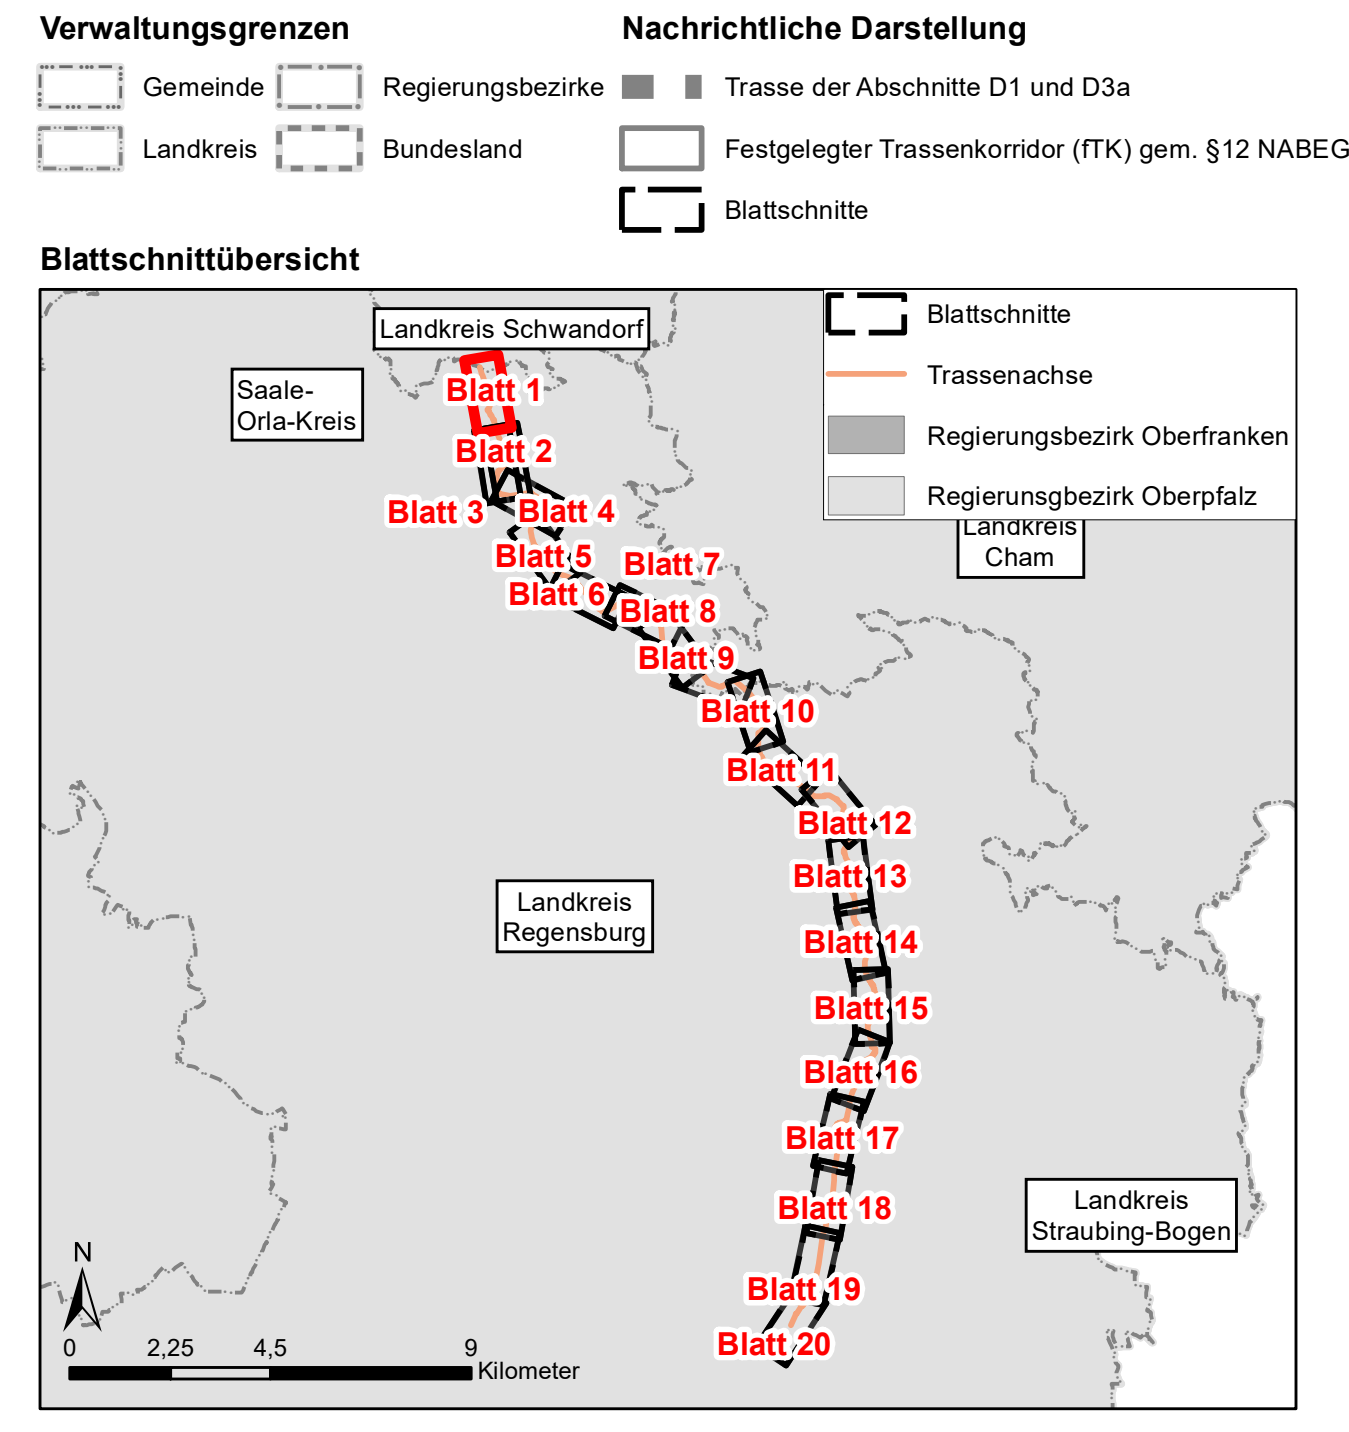 Verwaltungsgrenzen
Gemeinde
Regierungsbezirke
Landkreis
Bundesland
Nachrichtliche Darstellung
Trasse der Abschnitte D1 und D3a
Festgelegter Trassenkorridor (fTK) gem. §12 NABEG
Blattschnitte
Blattschnittübersicht
Blattschnitte
Trassenachse
Regierungsbezirk Oberfranken
Regierunsgbezirk Oberpfalz
Landkreis Schwandorf
Saale-
Orla-Kreis
Landkreis
Cham
Blatt 1
Blatt 2
Blatt 3
Blatt 4
Blatt 5
Blatt 6
Blatt 7
Blatt 8
Blatt 9
Blatt 10
Blatt 11
Blatt 12
Blatt 13
Landkreis
Regensburg
Blatt 14
Blatt 15
Blatt 16
Blatt 17
Blatt 18
Landkreis
Straubing-Bogen
Blatt 19
Blatt 20
N
0 2,25 4,5 9
Kilometer